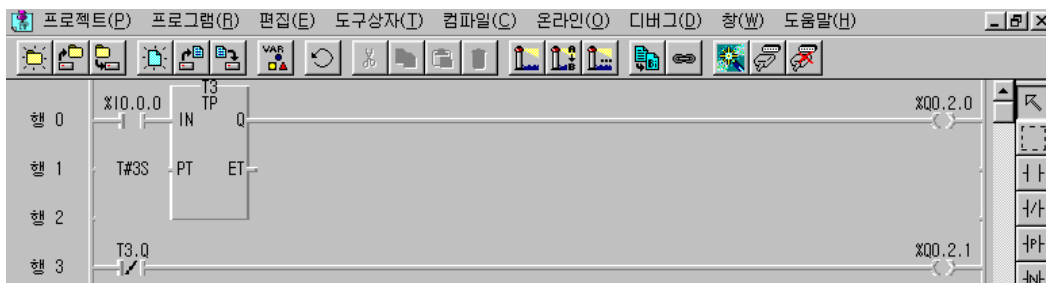 프로젝트(P) 프로그램(R) 편집(E) 도구상자(T) 컴파일(C) 온라인(O) 디버그(D) 창(W) 도움말(H)
VAR
T3
%I0.0.0 TP %Q0.2.0
행 0 IN Q
행 1 T#3S PT ET
행 2
T3.Q %Q0.2.1
행 3